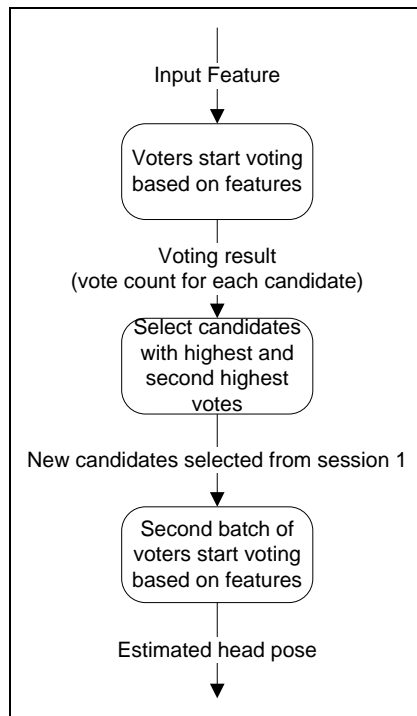 Input Feature
Voters start voting
based on features
Voting result
(vote count for each candidate)
Select candidates
with highest and
second highest
votes
New candidates selected from session 1
Second batch of
voters start voting
based on features
Estimated head pose